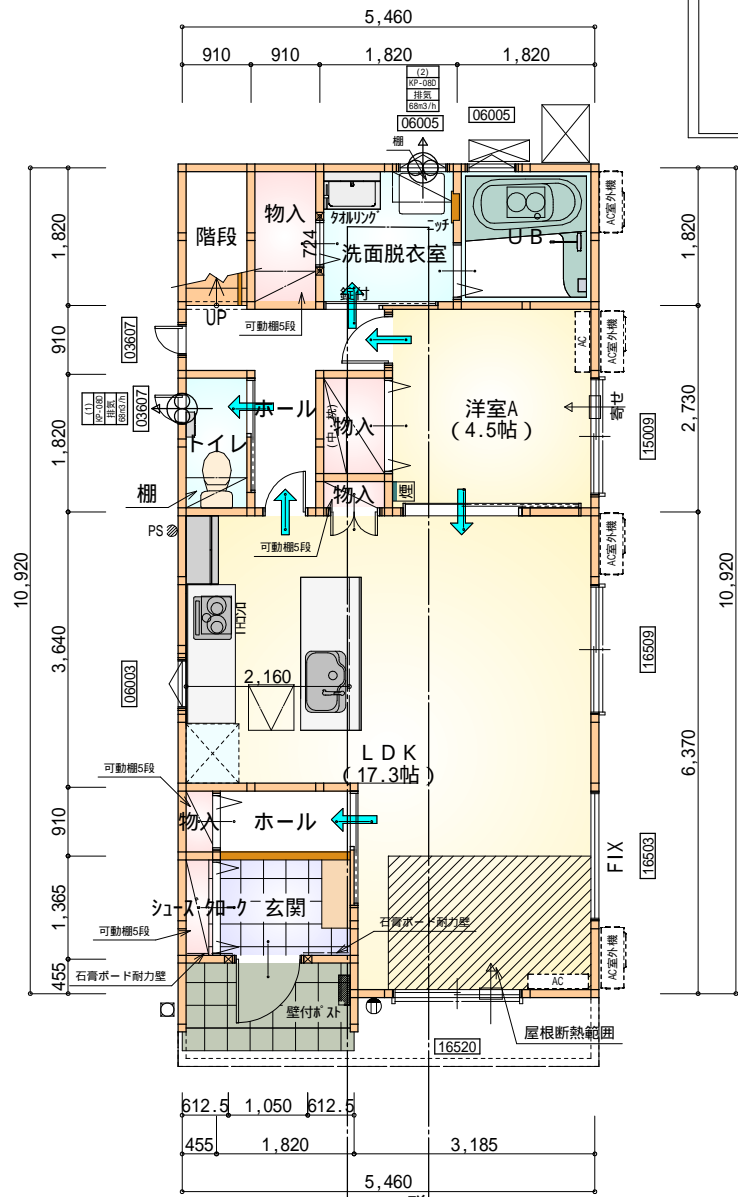 5,460
910
910
1,820
1,820
(2)
KP-08D
排気
68m3/h
06005
06005
棚
物入
階段
タオルリング
ニッチ
724
洗面脱衣室
UB
AC室外機
1,820
1,820
UP
可動棚5段
鍵付
03607
910
AC
AC室外機
(1)
KP-08D
排気
68m3/h
03607
ホール
物入
洋室A
(4.5帖)
寄せ
15009
2,730
1,820
トイレ
棚
物入
煙
PS
可動棚5段
AC室外機
10,920
10,920
IHコンロ
3,640
16509
06003
2,160
LDK
(17.3帖)
6,370
可動棚5段
物入
ホール
910
FIX
16503
シューズ・クローク
玄関
1,365
可動棚5段
石膏ボード耐力壁
石膏ボード耐力壁
455
AC
AC室外機
壁付ポスト
屋根断熱範囲
16520
612.5
1,050
612.5
455
1,820
3,185
5,460